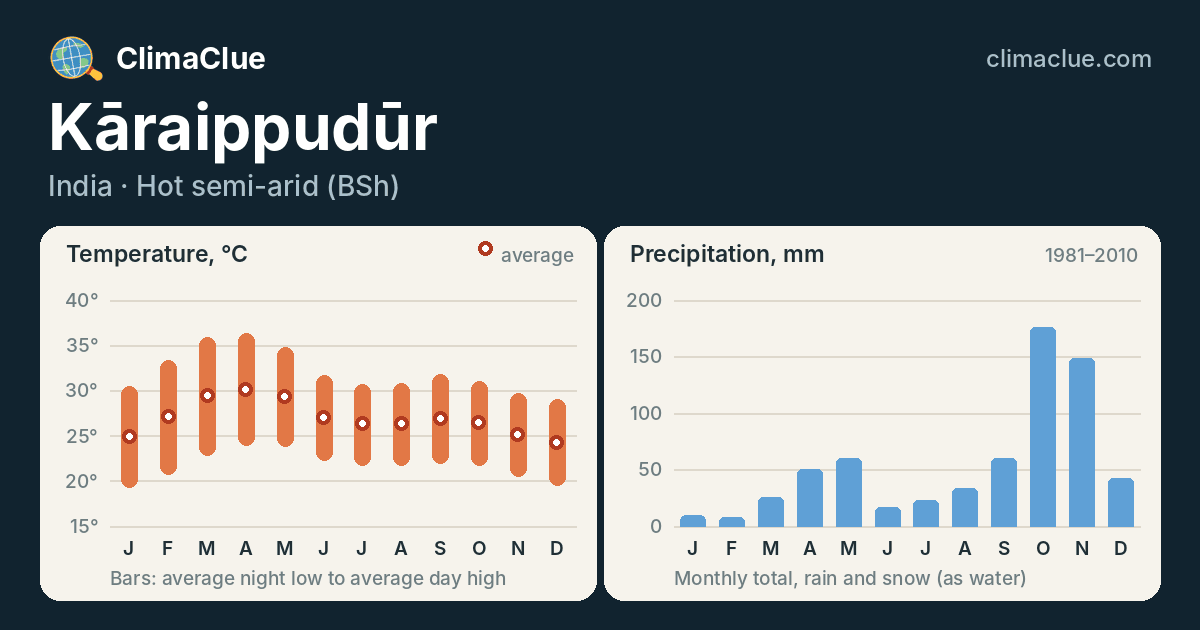 ClimaClue
climaclue.com
Kāraippudūr
India · Hot semi-arid (BSh)
Temperature, °C
average
40°
35°
30°
25°
20°
15°
J F M A M J J A S O N D
Bars: average night low to average day high
Precipitation, mm
1981–2010
200
150
100
50
0
J F M A M J J A S O N D
Monthly total, rain and snow (as water)